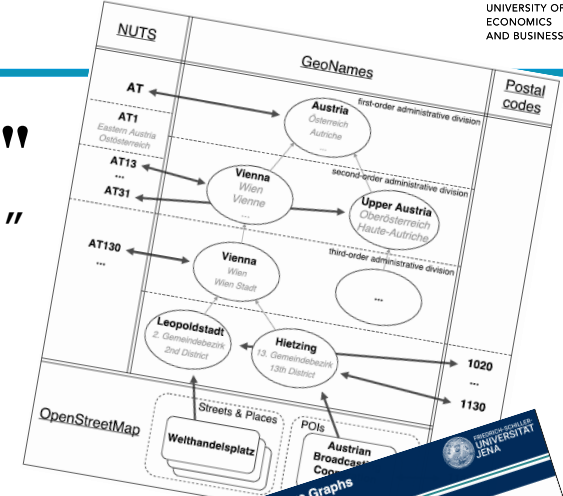 UNIVERSITY OF
ECONOMICS
AND BUSINESS
"
"
NUTS
GeoNames
Postal
codes
AT
Austria
Österreich
Autriche
...
first-order administrative division
AT1
Eastern Austria
Ostösterreich
AT13
...
AT31
Vienna
Wien
Vienne
...
second-order administrative division
Upper Austria
Oberösterreich
Haute-Autriche
AT130
...
Vienna
Wien
Wien Stadt
third-order administrative division
...
Leopoldstadt
2. Gemeindebezirk
2nd District
Hietzing
13. Gemeindebezirk
13th District
1020
...
1130
OpenStreetMap
Streets & Places
Welthandelsplatz
POIs
Austrian
Graphs
FRIEDRICH-SCHILLER-
UNIVERSITÄT
JENA